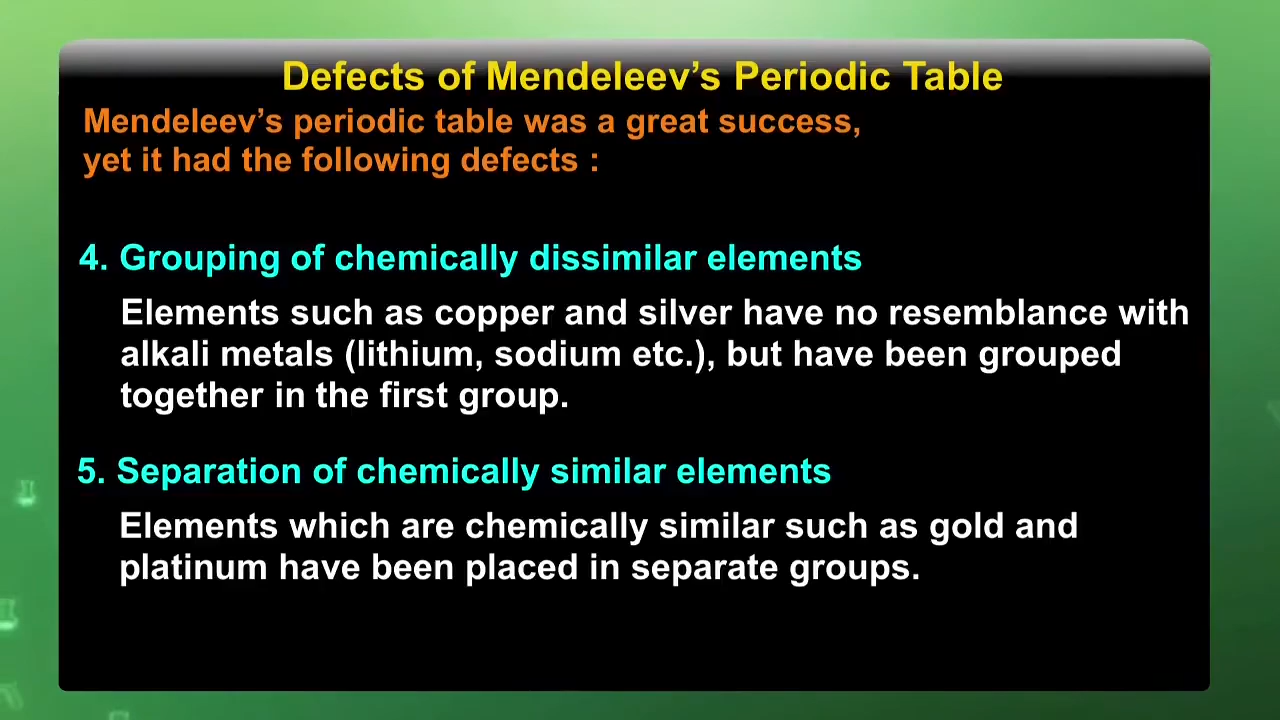 Defects of Mendeleev’s Periodic Table
Mendeleev’s periodic table was a great success,
yet it had the following defects :
4. Grouping of chemically dissimilar elements
Elements such as copper and silver have no resemblance with
alkali metals (lithium, sodium etc.), but have been grouped
together in the first group.
5. Separation of chemically similar elements
Elements which are chemically similar such as gold and
platinum have been placed in separate groups.